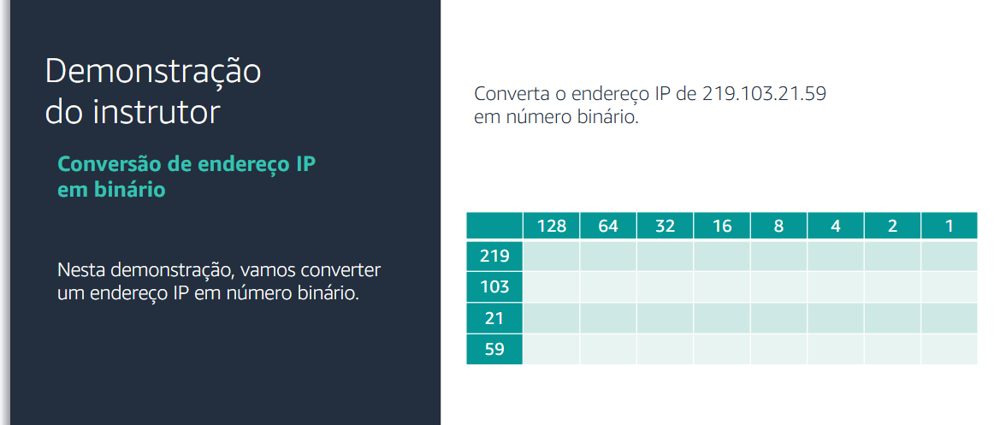 Demonstração
do instrutor
Conversão de endereço IP
em binário
Nesta demonstração, vamos converter
um endereço IP em número binário.
Converta o endereço IP de 219.103.21.59
em número binário.
128 64 32 16 8 4 2 1
219
103
21
59